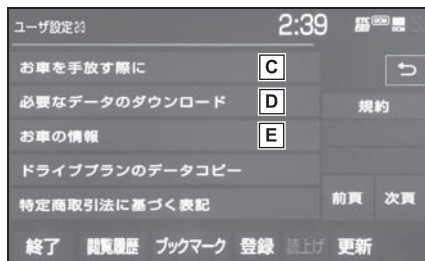 ユーザ設定 2:39
お車を手放す際に C
必要なデータのダウンロード D
規約
お車の情報 E
ドライブプランのデータコピー
特定商取引法に基づく表記
前頁 次頁
終了 閲覧履歴 ブックマーク 登録 読上げ 更新